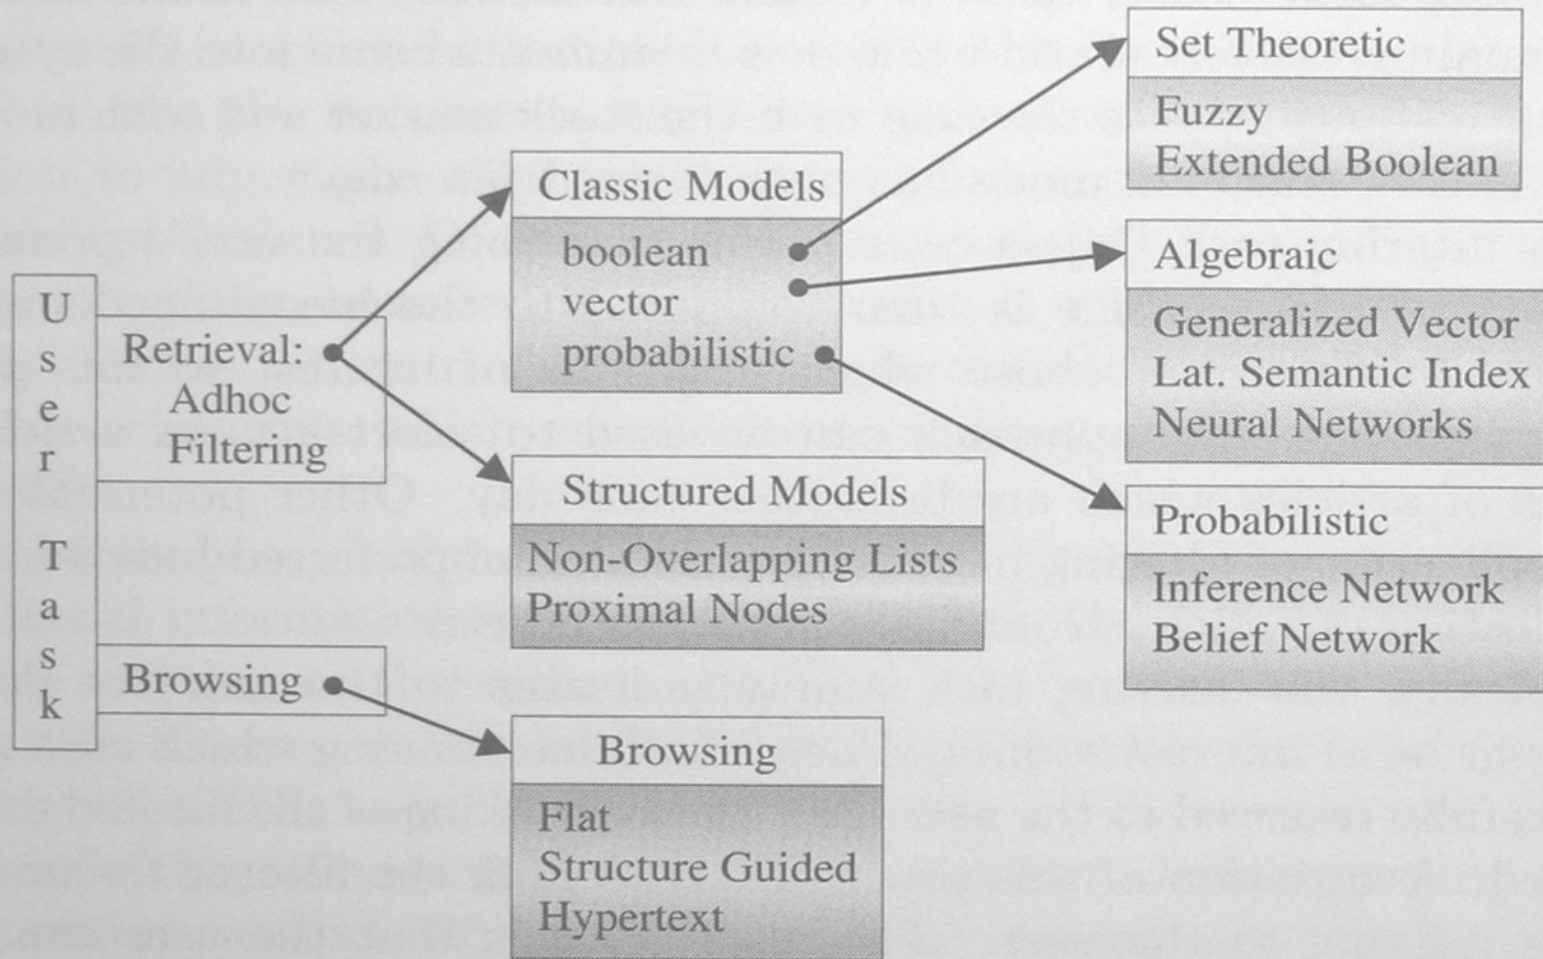 User Task
Retrieval:
Adhoc
Filtering
Browsing
Classic Models
boolean
vector
probabilistic
Structured Models
Non-Overlapping Lists
Proximal Nodes
Browsing
Flat
Structure Guided
Hypertext
Set Theoretic
Fuzzy
Extended Boolean
Algebraic
Generalized Vector
Lat. Semantic Index
Neural Networks
Probabilistic
Inference Network
Belief Network